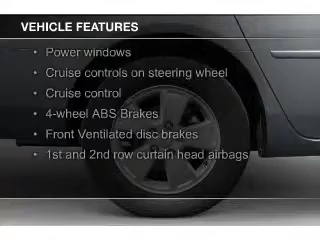 VEHICLE FEATURES
• Power windows
• Cruise controls on steering wheel
• Cruise control
• 4-wheel ABS Brakes
• Front Ventilated disc brakes
• 1st and 2nd row curtain head airbags